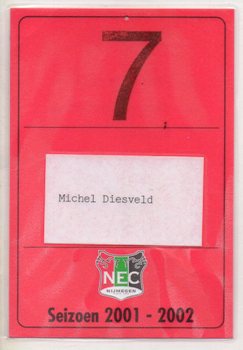 7
Michel Diesveld
NEC
NIJMEGEN
Seizoen 2001 - 2002